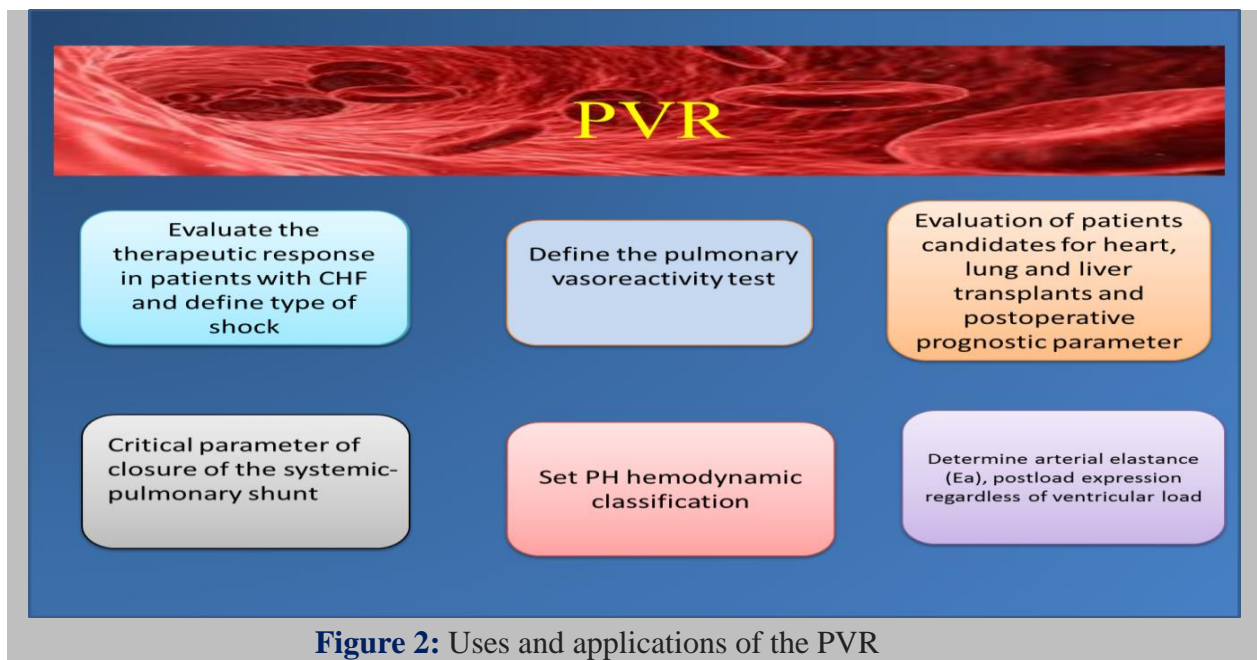 PVR
Evaluate the
therapeutic response
in patients with CHF
and define type of
shock
Define the pulmonary
vasoreactivity test
Evaluation of patients
candidates for heart,
lung and liver
transplants and
postoperative
prognostic parameter
Critical parameter of
closure of the systemic-
pulmonary shunt
Set PH hemodynamic
classification
Determine arterial elastance
(Ea), postload expression
regardless of ventricular load
Figure 2: Uses and applications of the PVR